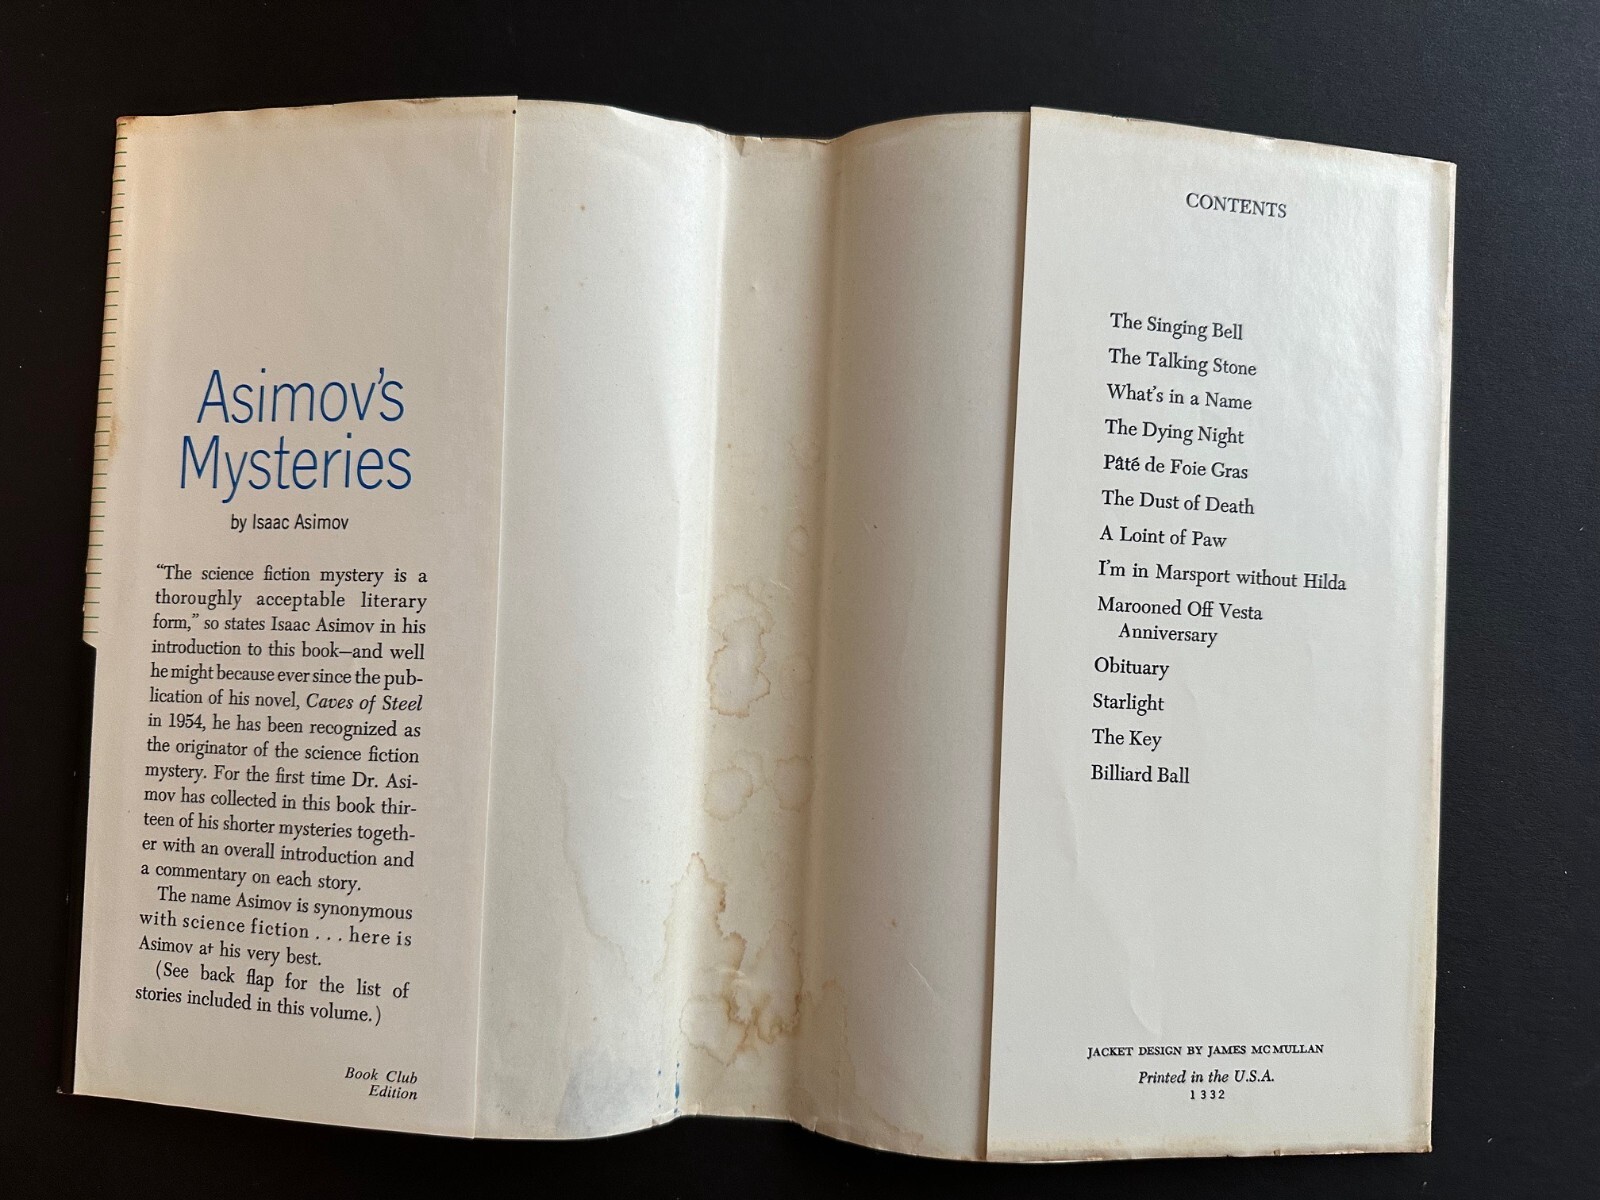 Asimov's
Mysteries
by Isaac Asimov
"The science fiction mystery is a
thoroughly acceptable literary
form," so states Isaac Asimov in his
introduction to this book—and well
he might because ever since the pub-
lication of his novel, Caves of Steel
in 1954, he has been recognized as
the originator of the science fiction
mystery. For the first time Dr. Asi-
mov has collected in this book thir-
teen of his shorter mysteries togeth-
er with an overall introduction and
a commentary on each story.
The name Asimov is synonymous
with science fiction . . . here is
Asimov at his very best.
(See back flap for the list of
stories included in this volume.)
Book Club
Edition
CONTENTS
The Singing Bell
The Talking Stone
What's in a Name
The Dying Night
Pâté de Foie Gras
The Dust of Death
A Loint of Paw
I'm in Marsport without Hilda
Marooned Off Vesta
Anniversary
Obituary
Starlight
The Key
Billiard Ball
JACKET DESIGN BY JAMES MC MULLAN
Printed in the U.S.A.
1332